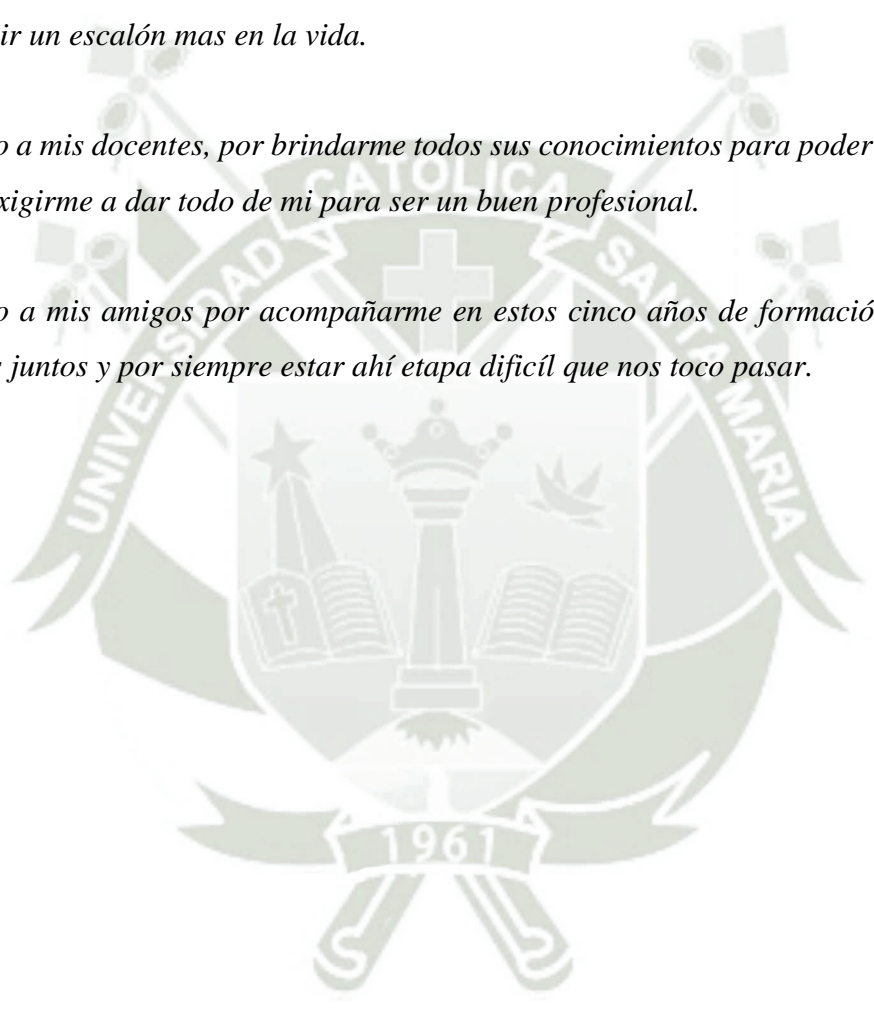 ir un escalón mas en la vida.
o a mis docentes, por brindarme todos sus conocimientos para poder
xigirme a dar todo de mi para ser un buen profesional.
o a mis amigos por acompañarme en estos cinco años de formació
juntos y por siempre estar ahí etapa dificíl que nos toco pasar.
UNIVERSIDAD CATOLICA SANTA MARIA
1961